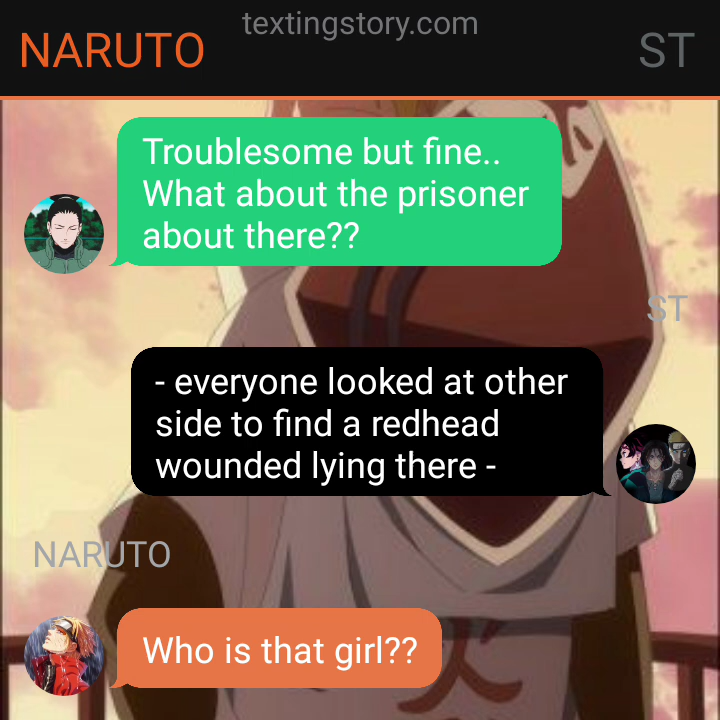 textingstory.com
NARUTO
ST
Troublesome but fine..
What about the prisoner
about there??
ST
- everyone looked at other
side to find a redhead
wounded lying there -
NARUTO
Who is that girl??
火